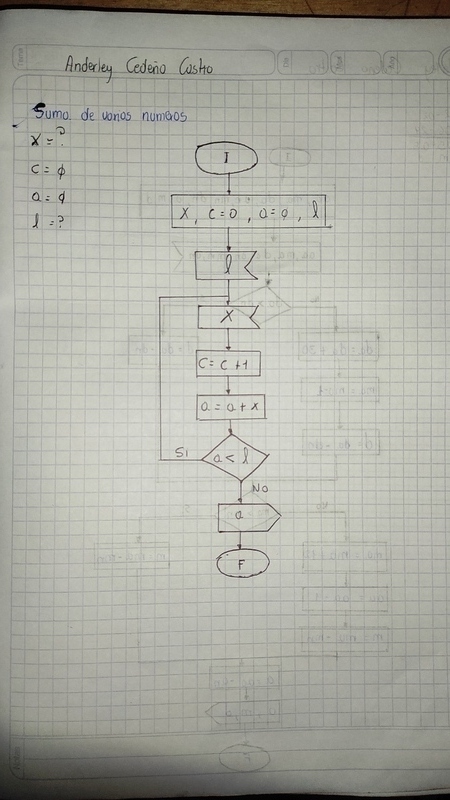 Anderley Cedeño Castro
Suma de varios numeros
x = ?
c = φ
a = φ
l = ?
I
X, c=0, a=0, l
l
X
c = c + 1
a = a + x
a < l
Si
No
a
F